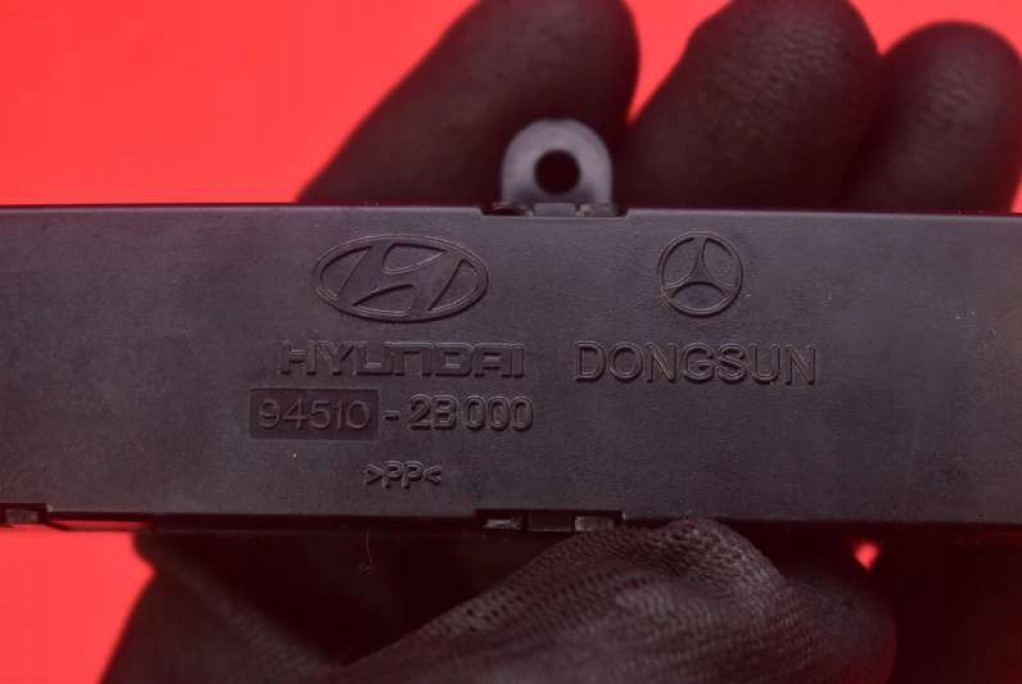 HYUNDAI DONGSUN
94510-2B000
>PP<